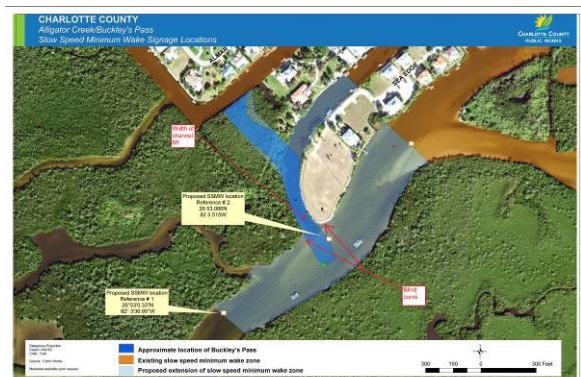 CHARLOTTE COUNTY
Alligator Creek/Buckley's Pass
Slow Speed Minimum Wake Signage Locations
CHARLOTTE COUNTY
PUBLIC WORKS
SEA EDGE
Width of
channel
Proposed SSMW location
Reference # 2
Proposed SSMW location
Reference # 1
Blind
curve
Approximate location of Buckley's Pass
Existing slow speed minimum wake zone
Proposed extension of slow speed minimum wake zone
300
150
0
300 Feet